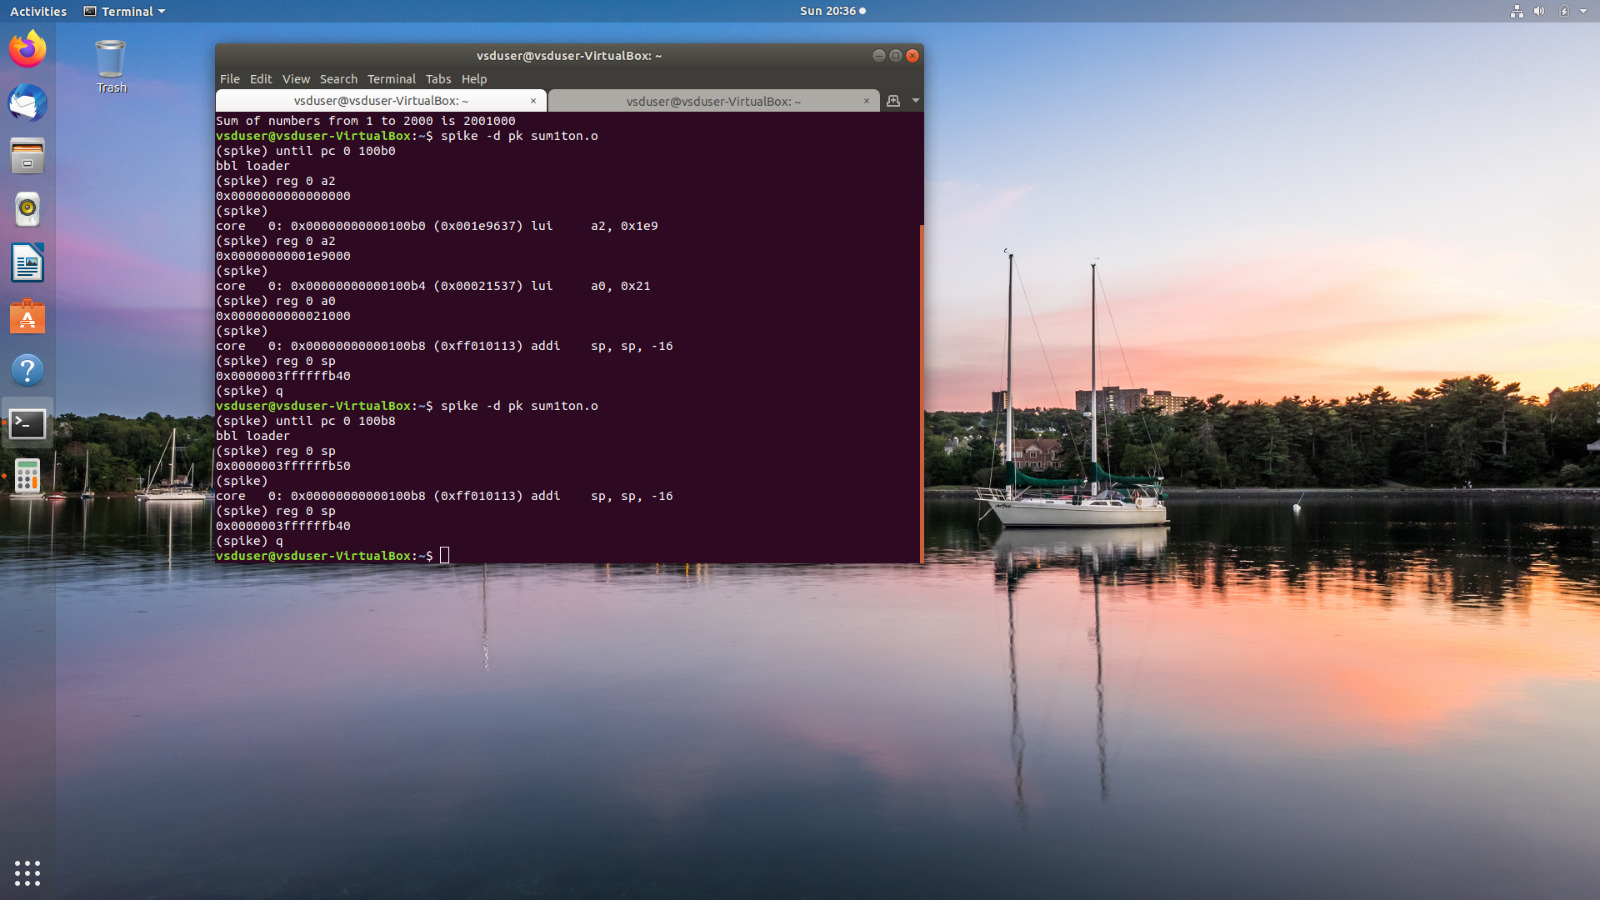 Activities Terminal Sun 20:36
Trash
vsduser@vsduser-VirtualBox: ~
File Edit View Search Terminal Tabs Help
vsduser@vsduser-VirtualBox: ~ × vsduser@vsduser-VirtualBox: ~ ×
Sum of numbers from 1 to 2000 is 2001000
vsduser@vsduser-VirtualBox:~$ spike -d pk sum1ton.o
(spike) until pc 0 100b0
bbl loader
(spike) reg 0 a2
0x0000000000000000
(spike)
core   0: 0x00000000000100b0 (0x001e9637) lui     a2, 0x1e9
(spike) reg 0 a2
0x00000000001e9000
(spike)
core   0: 0x00000000000100b4 (0x00021537) lui     a0, 0x21
(spike) reg 0 a0
0x0000000000021000
(spike)
core   0: 0x00000000000100b8 (0xff010113) addi    sp, sp, -16
(spike) reg 0 sp
0x0000003ffffffb40
(spike) q
vsduser@vsduser-VirtualBox:~$ spike -d pk sum1ton.o
(spike) until pc 0 100b8
bbl loader
(spike) reg 0 sp
0x0000003ffffffb50
(spike)
core   0: 0x00000000000100b8 (0xff010113) addi    sp, sp, -16
(spike) reg 0 sp
0x0000003ffffffb40
(spike) q
vsduser@vsduser-VirtualBox:~$